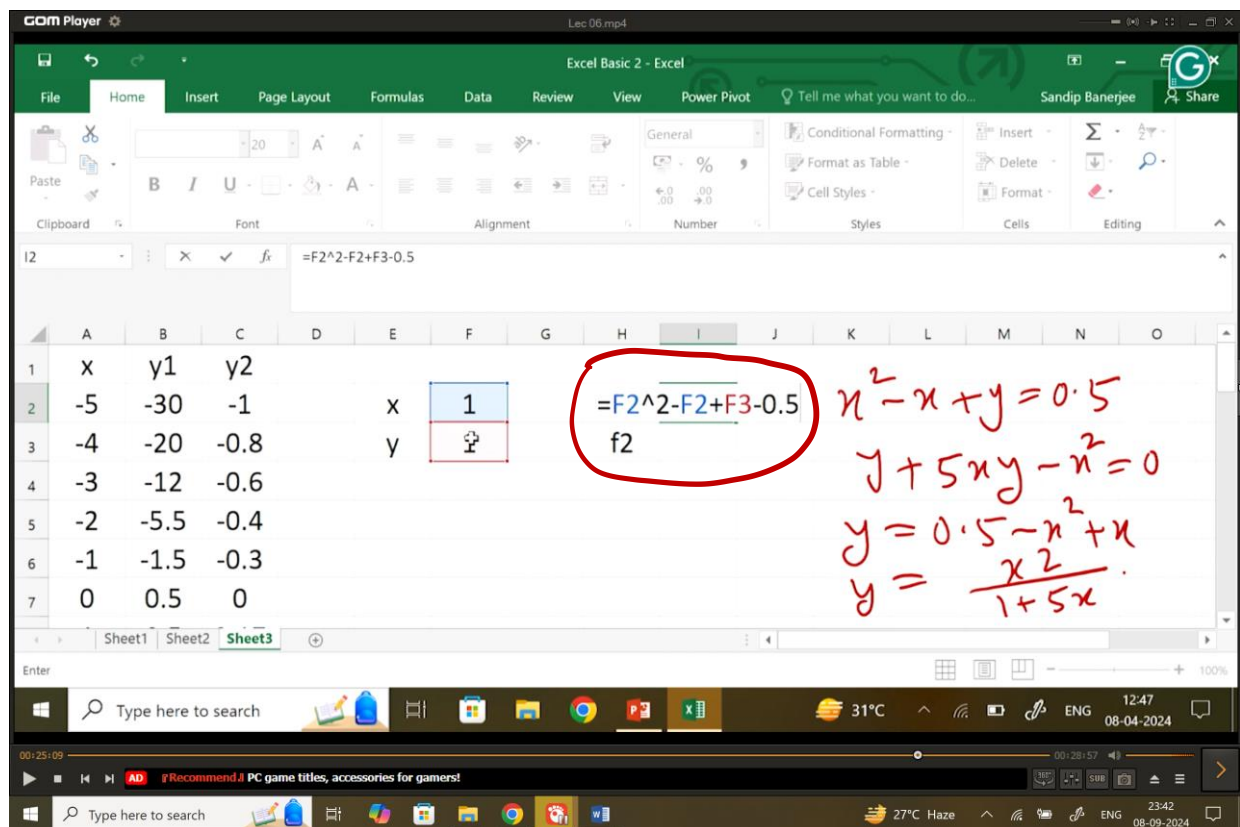 GOM Player
Lec 06.mp4
Excel Basic 2 - Excel
File Home Insert Page Layout Formulas Data Review View Power Pivot Tell me what you want to do... Sandip Banerjee Share
20 General Conditional Formatting Insert
Format as Table Delete
Paste B I U A % Cell Styles Format
Clipboard Font Alignment Number Styles Cells Editing
I2 fx =F2^2-F2+F3-0.5
A B C D E F G H I J K L M N O
1 x y1 y2
2 -5 -30 -1 x 1 =F2^2-F2+F3-0.5
3 -4 -20 -0.8 y f2
4 -3 -12 -0.6
5 -2 -5.5 -0.4
6 -1 -1.5 -0.3
7 0 0.5 0
x² - x + y = 0.5
y + 5xy - x² = 0
y = 0.5 - x² + x
y = x2 / 1 + 5x
Sheet1 Sheet2 Sheet3
Enter 100%
Type here to search 31°C ENG 12:47
08-04-2024
00:25:09 00:28:57
AD Recommend PC game titles, accessories for gamers! 360° SUB
Type here to search 27°C Haze ENG 23:42
08-09-2024